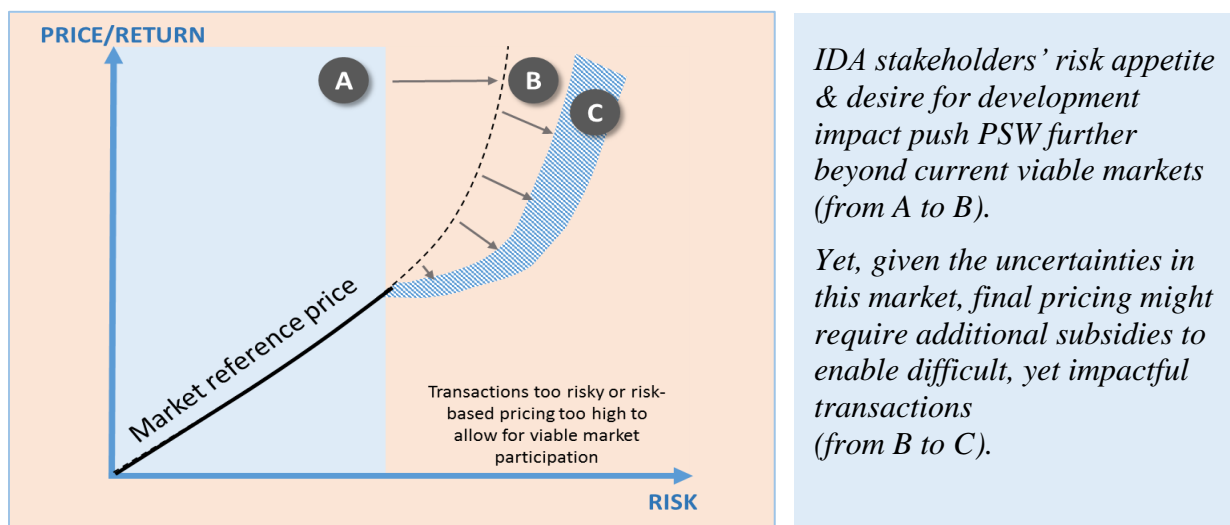 PRICE/RETURN
A
B
C
Market reference price
Transactions too risky or risk-
based pricing too high to
allow for viable market
participation
RISK
IDA stakeholders’ risk appetite
& desire for development
impact push PSW further
beyond current viable markets
(from A to B).
Yet, given the uncertainties in
this market, final pricing might
require additional subsidies to
enable difficult, yet impactful
transactions
(from B to C).